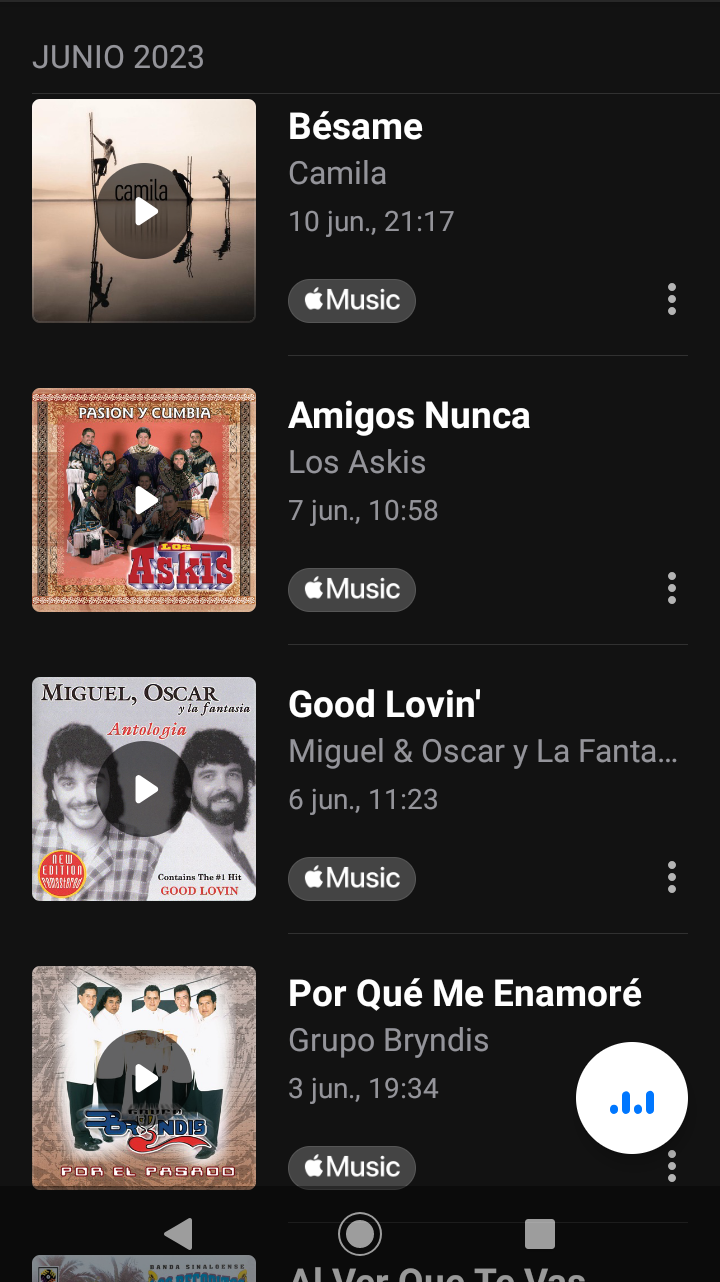 JUNIO 2023
camila
Bésame
Camila
10 jun., 21:17
Music
PASION Y CUMBIA
LOS
Askis
Amigos Nunca
Los Askis
7 jun., 10:58
Music
MIGUEL, OSCAR
y la fantasia
Antologia
NEW
EDITION
Contains The #1 Hit
GOOD LOVIN
Good Lovin'
Miguel & Oscar y La Fanta...
6 jun., 11:23
Music
GRUPO
BRYNDIS
POR EL PASADO
Por Qué Me Enamoré
Grupo Bryndis
3 jun., 19:34
Music
BANDA SINALOENSE
Al Ver Que Te Vas